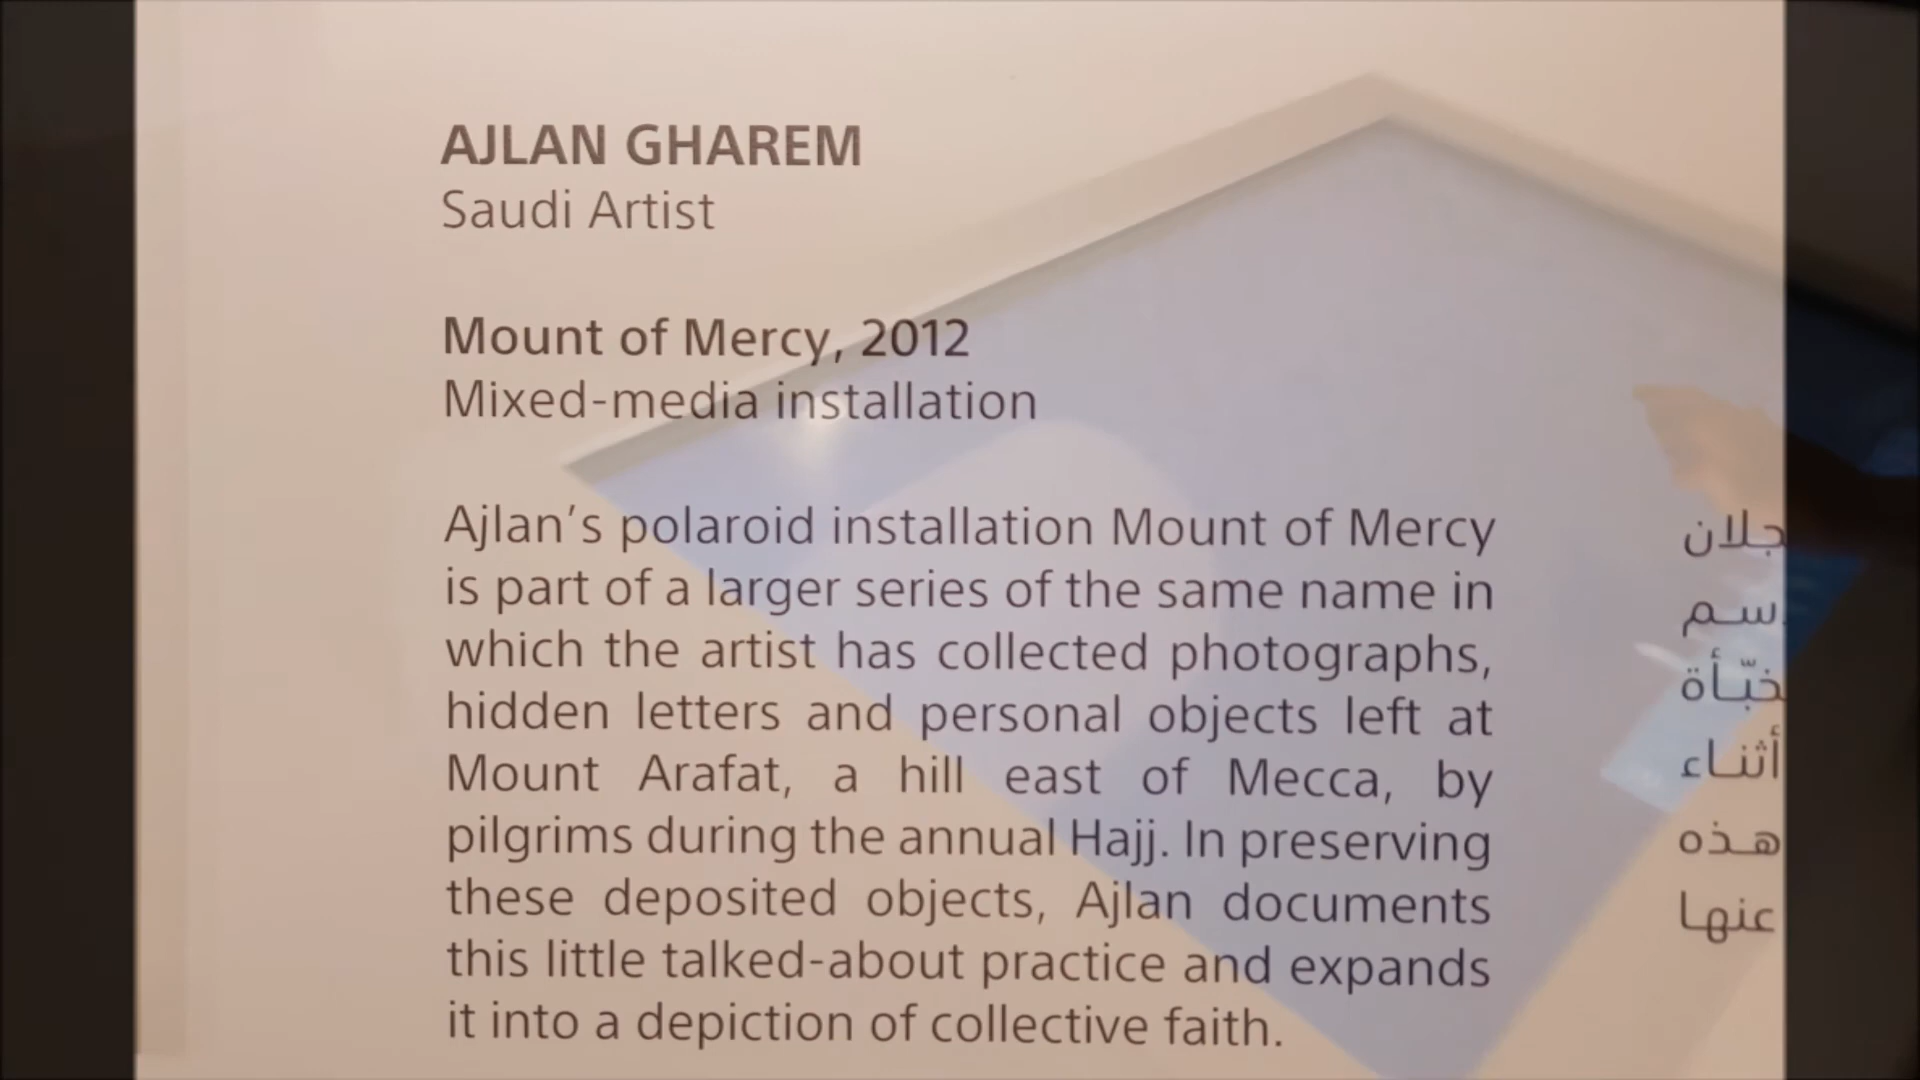 AJLAN GHAREM
Saudi Artist
Mount of Mercy, 2012
Mixed-media installation
Ajlan's polaroid installation Mount of Mercy
is part of a larger series of the same name in
which the artist has collected photographs,
hidden letters and personal objects left at
Mount Arafat, a hill east of Mecca, by
pilgrims during the annual Hajj. In preserving
these deposited objects, Ajlan documents
this little talked-about practice and expands
it into a depiction of collective faith.
أثناء
هذه
عنها